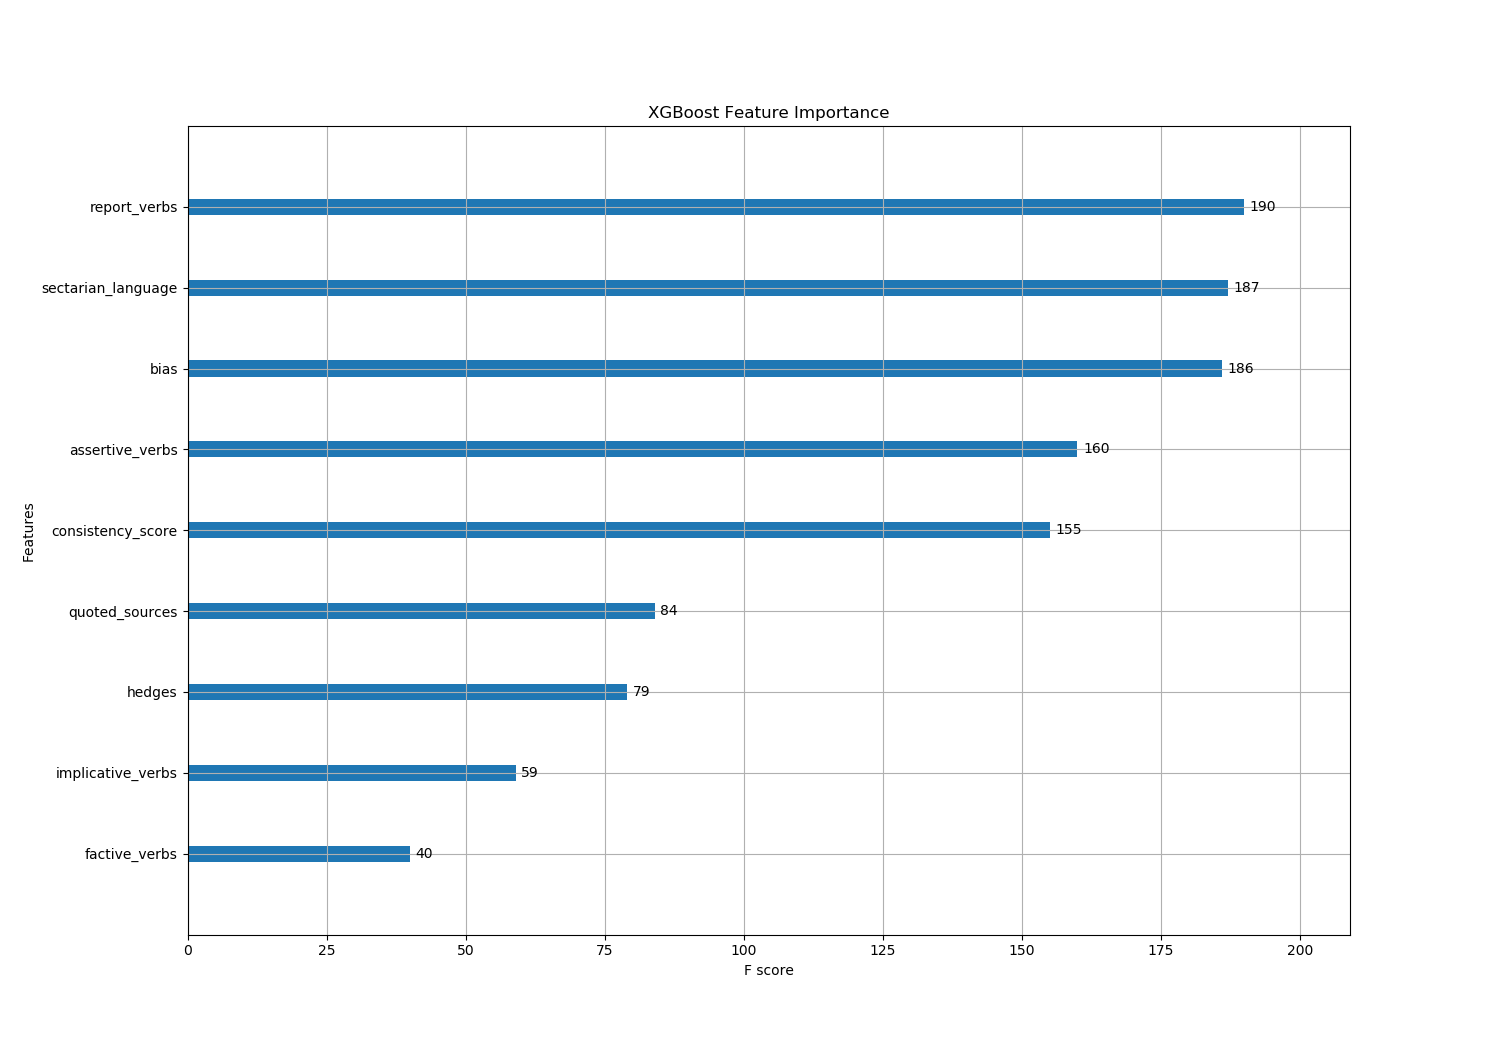 XGBoost Feature Importance
report_verbs 190
sectarian_language 187
bias 186
assertive_verbs 160
consistency_score 155
quoted_sources 84
hedges 79
implicative_verbs 59
factive_verbs 40
Features
0 25 50 75 100 125 150 175 200
F score